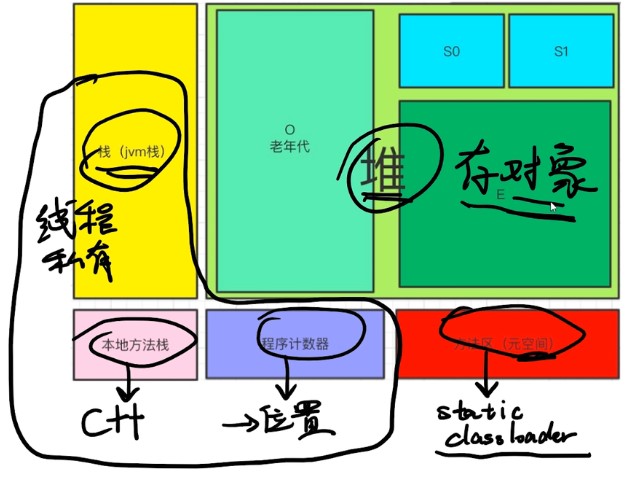 S0
S1
O
老年代
栈（jvm栈）
堆
存对象
E
线程
私有
本地方法栈
程序计数器
方法区（元空间）
C++
→位置
static
classloader